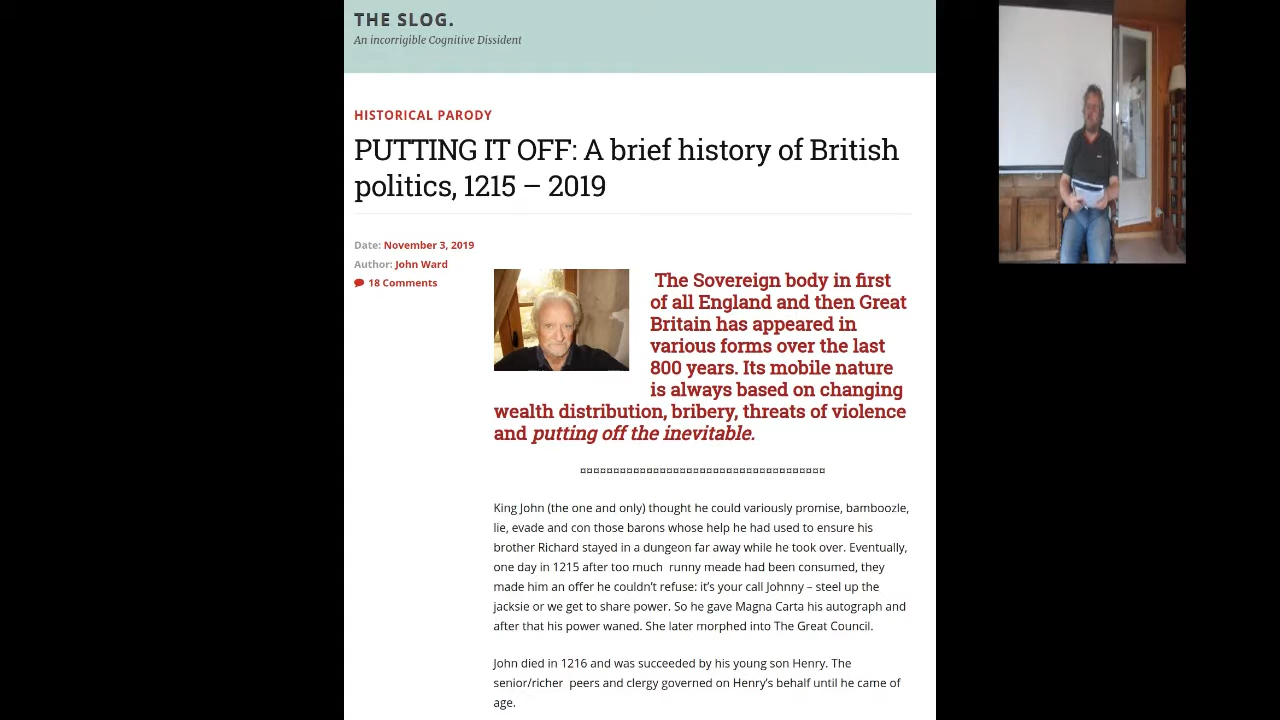 THE SLOG.
An incorrigible Cognitive Dissident
HISTORICAL PARODY
PUTTING IT OFF: A brief history of British
politics, 1215 – 2019
Date: November 3, 2019
Author: John Ward
18 Comments
The Sovereign body in first
of all England and then Great
Britain has appeared in
various forms over the last
800 years. Its mobile nature
is always based on changing
wealth distribution, bribery, threats of violence
and putting off the inevitable.
¤¤¤¤¤¤¤¤¤¤¤¤¤¤¤¤¤¤¤¤¤¤¤¤¤¤¤¤¤¤¤¤¤¤¤
King John (the one and only) thought he could variously promise, bamboozle,
lie, evade and con those barons whose help he had used to ensure his
brother Richard stayed in a dungeon far away while he took over. Eventually,
one day in 1215 after too much  runny meade had been consumed, they
made him an offer he couldn't refuse: it's your call Johnny – steel up the
jacksie or we get to share power. So he gave Magna Carta his autograph and
after that his power waned. She later morphed into The Great Council.
John died in 1216 and was succeeded by his young son Henry. The
senior/richer  peers and clergy governed on Henry's behalf until he came of
age.